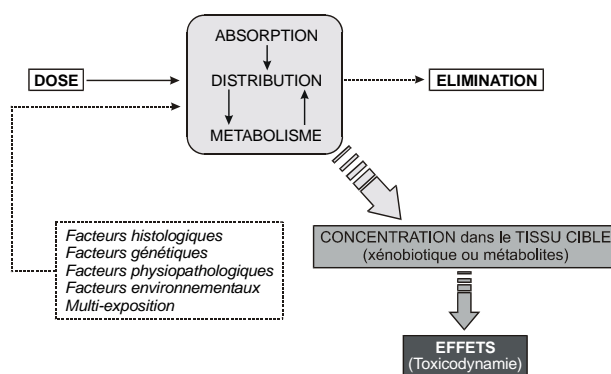 ABSORPTION
DOSE
DISTRIBUTION
ELIMINATION
METABOLISME
Facteurs histologiques
Facteurs génétiques
Facteurs physiopathologiques
Facteurs environnementaux
Multi-exposition
CONCENTRATION dans le TISSU CIBLE
(xénobiotique ou métabolites)
EFFETS
(Toxicodynamie)